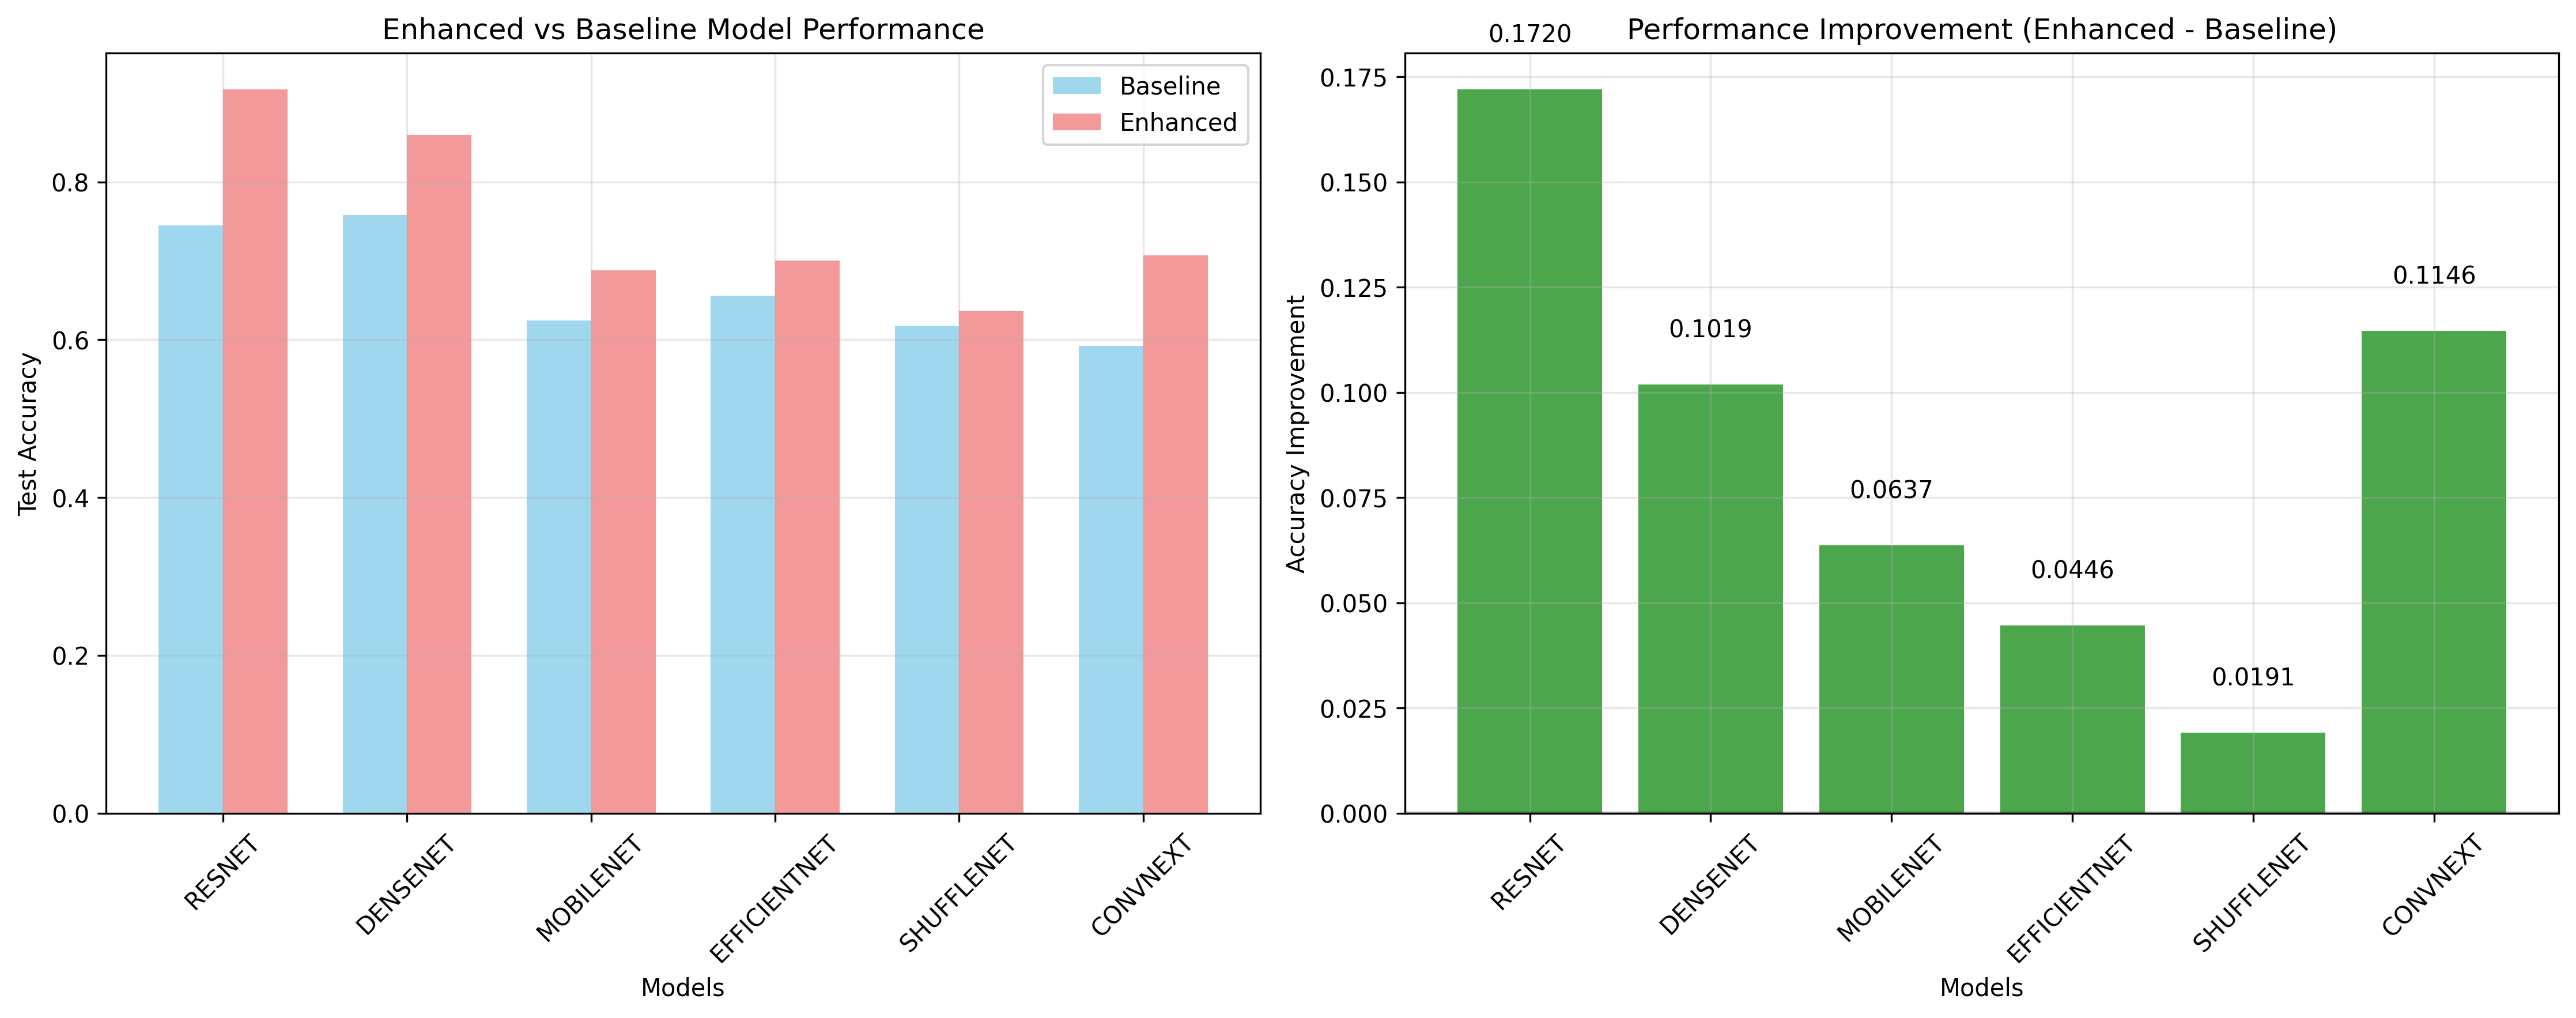 Enhanced vs Baseline Model Performance
Baseline
Enhanced
Test Accuracy
0.8
0.6
0.4
0.2
0.0
RESNET
DENSENET
MOBILENET
EFFICIENTNET
SHUFFLENET
CONVNEXT
Models
Performance Improvement (Enhanced - Baseline)
0.1720
0.1019
0.0637
0.0446
0.0191
0.1146
Accuracy Improvement
0.175
0.150
0.125
0.100
0.075
0.050
0.025
0.000
RESNET
DENSENET
MOBILENET
EFFICIENTNET
SHUFFLENET
CONVNEXT
Models